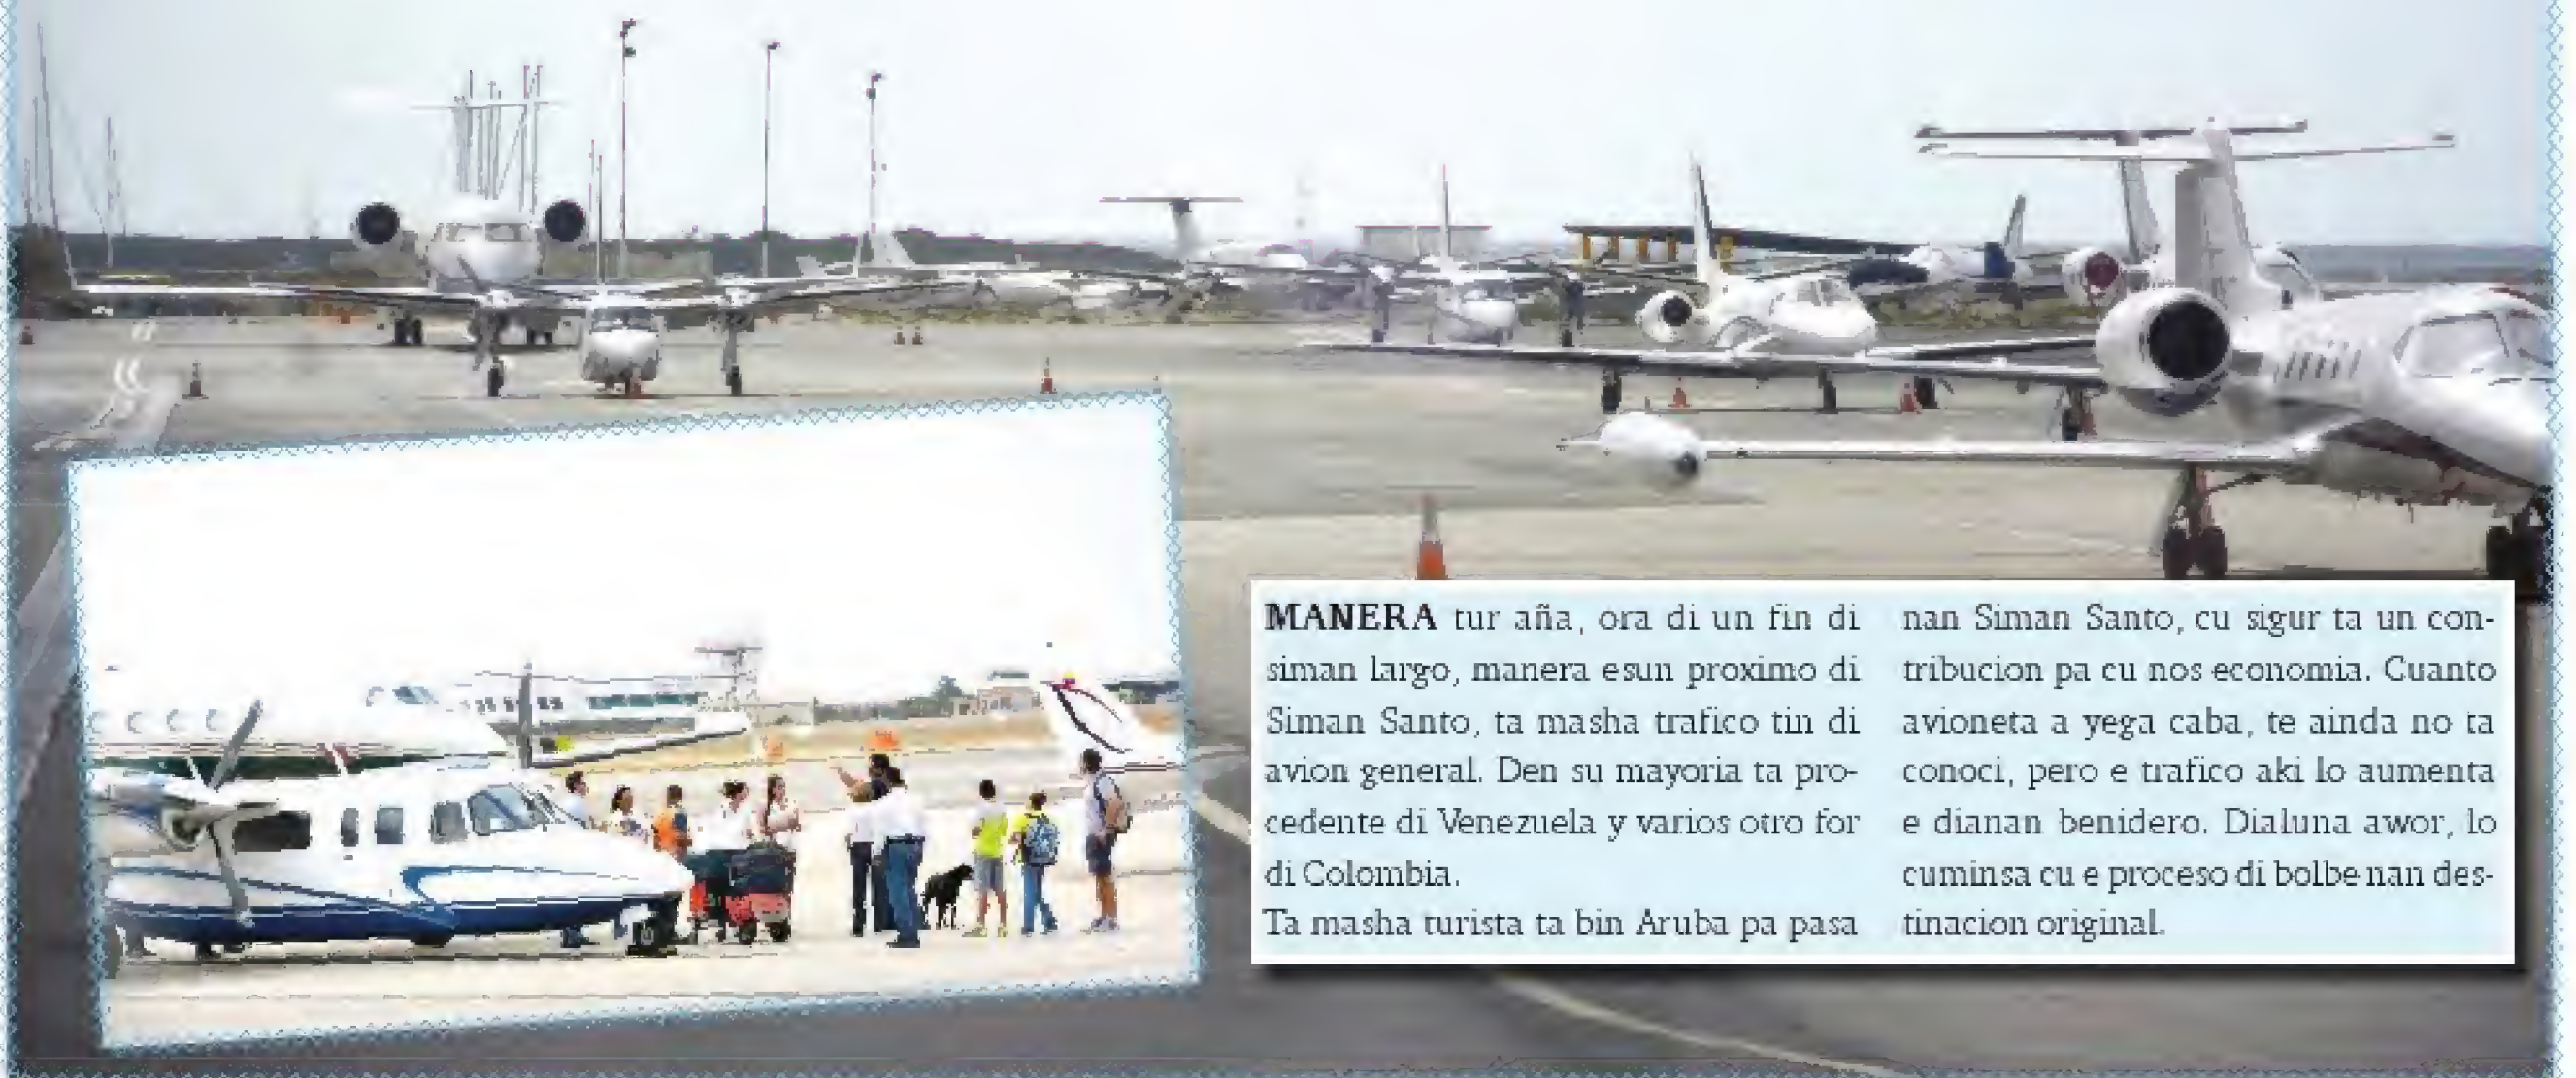 MANERA tur aña, ora di un fin di
siman largo, manera esun proximo di
Siman Santo, ta masha trafico tin di
avion general. Den su mayoria ta pro-
cedente di Venezuela y varios otro for
di Colombia.
Ta masha turista ta bin Aruba pa pasa
nan Siman Santo, cu sigur ta un con-
tribucion pa cu nos economia. Cuanto
avioneta a yega caba, te ainda no ta
conoci, pero e trafico aki lo aumenta
e dianan benidero. Dialuna awor, lo
cuminsa cu e proceso di bolbe nan des-
tinacion original.